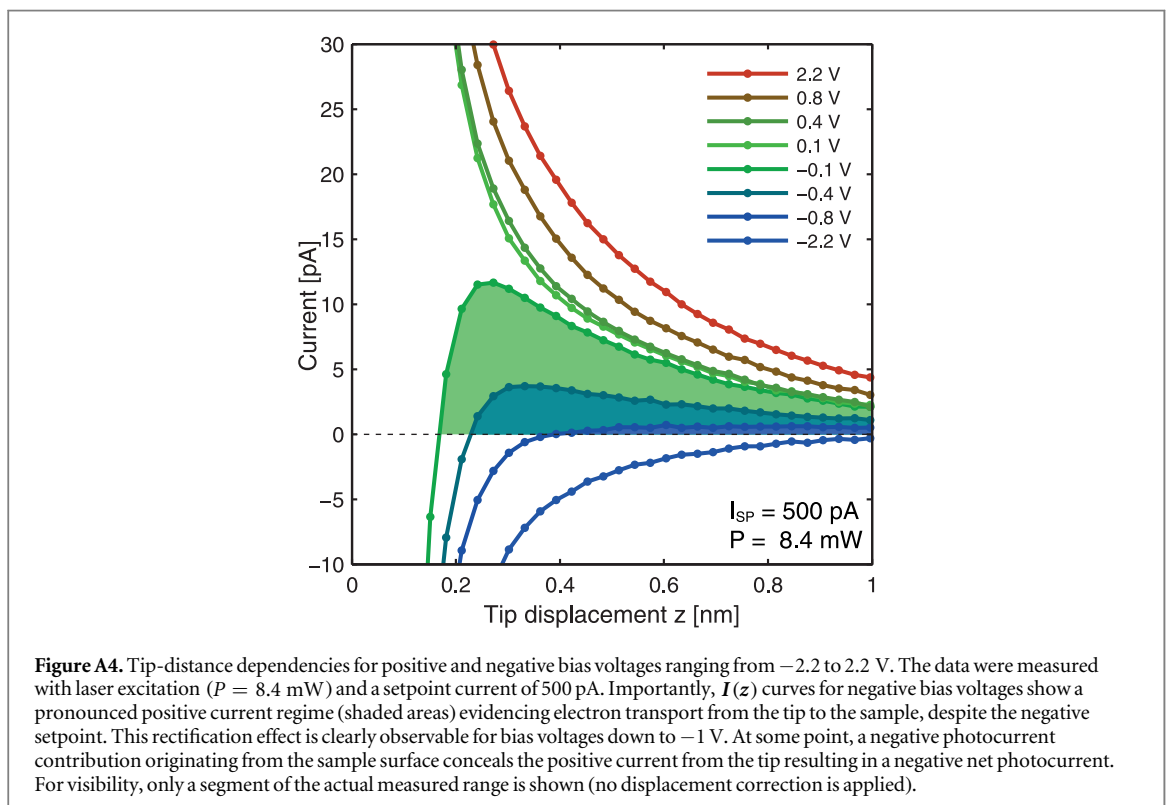 30
25
20
15
10
5
0
−5
−10
Current [pA]
2.2 V
0.8 V
0.4 V
0.1 V
−0.1 V
−0.4 V
−0.8 V
−2.2 V
I_SP = 500 pA
P = 8.4 mW
0 0.2 0.4 0.6 0.8 1
Tip displacement z [nm]
Figure A4. Tip-distance dependencies for positive and negative bias voltages ranging from −2.2 to 2.2 V. The data were measured
with laser excitation (P = 8.4 mW) and a setpoint current of 500 pA. Importantly, I(z) curves for negative bias voltages show a
pronounced positive current regime (shaded areas) evidencing electron transport from the tip to the sample, despite the negative
setpoint. This rectification effect is clearly observable for bias voltages down to −1 V. At some point, a negative photocurrent
contribution originating from the sample surface conceals the positive current from the tip resulting in a negative net photocurrent.
For visibility, only a segment of the actual measured range is shown (no displacement correction is applied).